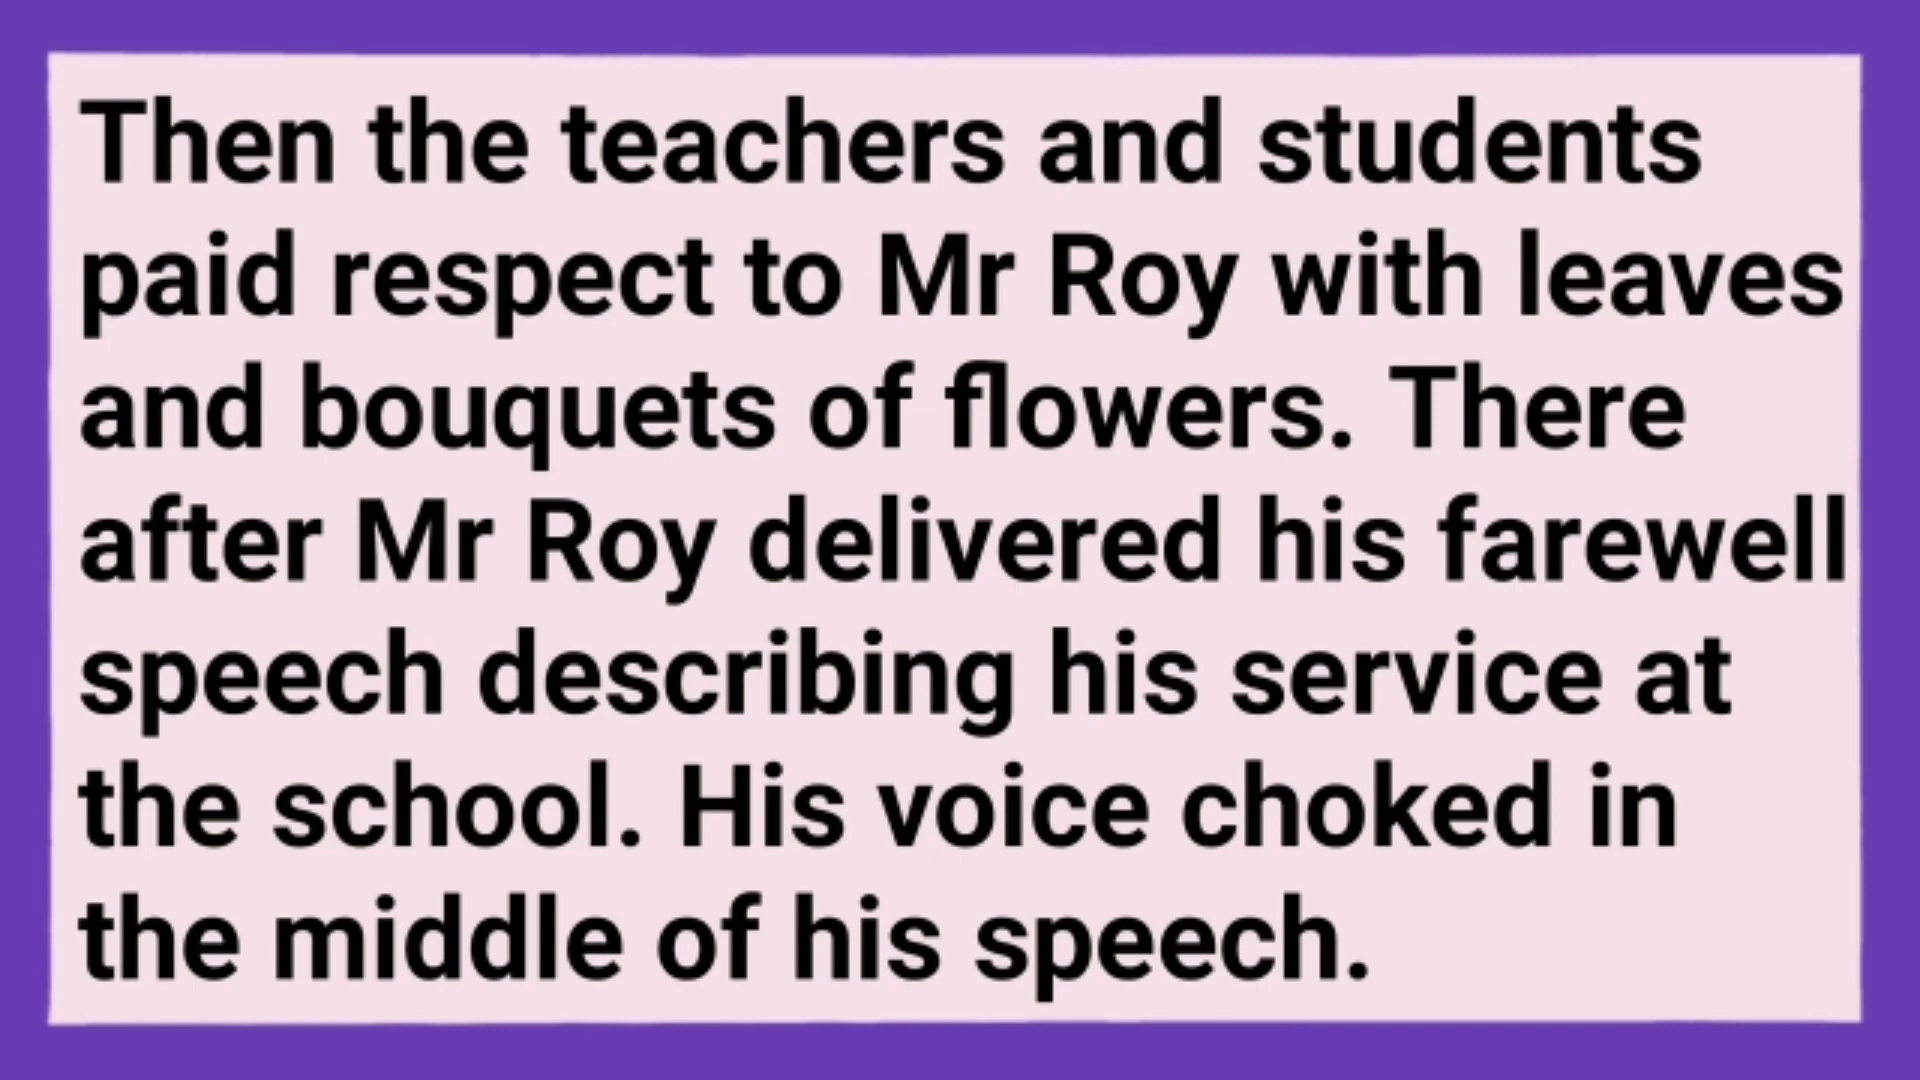 Then the teachers and students
paid respect to Mr Roy with leaves
and bouquets of flowers. There
after Mr Roy delivered his farewell
speech describing his service at
the school. His voice choked in
the middle of his speech.